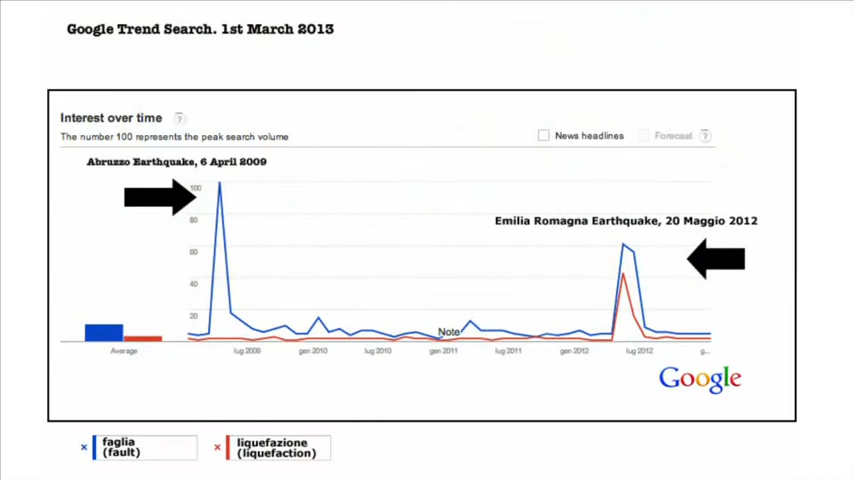 Google Trend Search. 1st March 2013
Interest over time ?
The number 100 represents the peak search volume
News headlines
Forecast ?
Abruzzo Earthquake, 6 April 2009
100
80
Emilia Romagna Earthquake, 20 Maggio 2012
60
40
20
Note
Average
lug 2009
gen 2010
lug 2010
gen 2011
lug 2011
gen 2012
lug 2012
g...
Google
× faglia
(fault)
× liquefazione
(liquefaction)